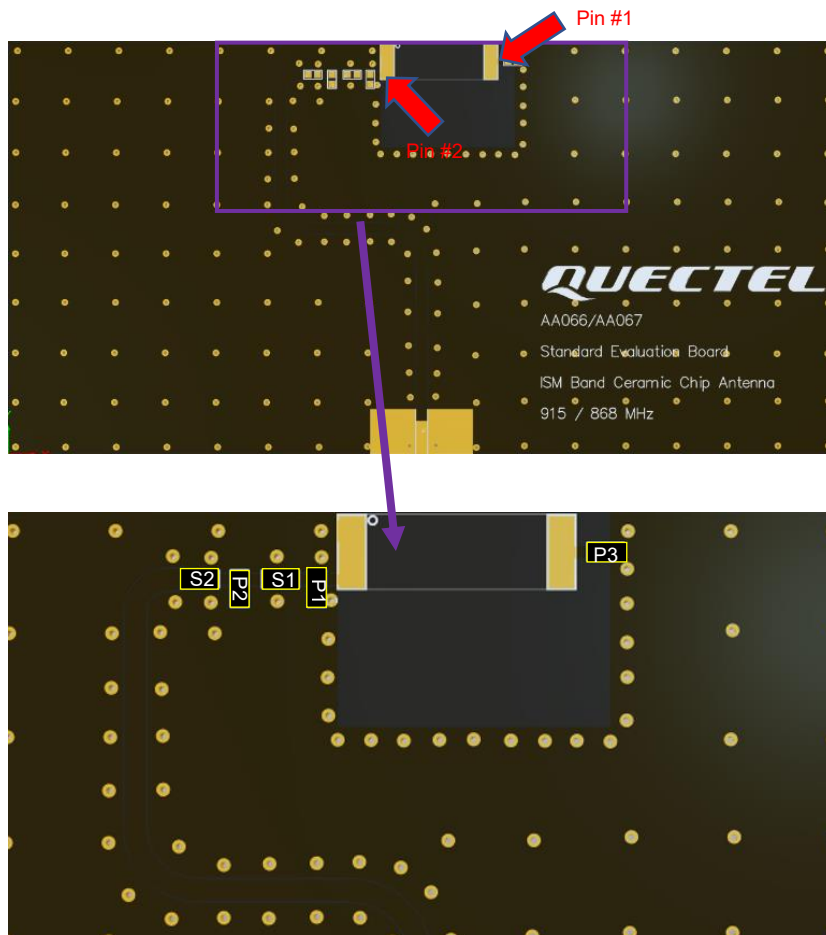 Pin #1
Pin #2
QUECTEL
AA066/AA067
Standard Evaluation Board
ISM Band Ceramic Chip Antenna
915 / 868 MHz
S2
P2
S1
P1
P3